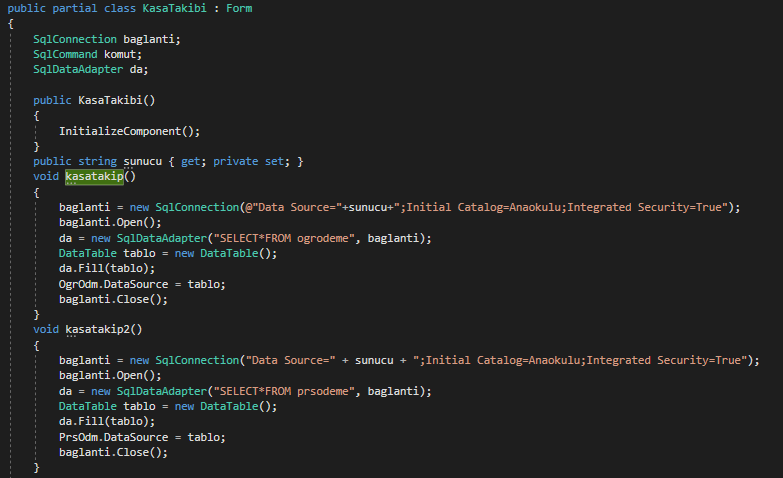 public partial class KasaTakibi : Form
{
SqlConnection baglanti;
SqlCommand komut;
SqlDataAdapter da;
public KasaTakibi()
{
InitializeComponent();
}
public string sunucu { get; private set; }
void kasatakip()
{
baglanti = new SqlConnection(@"Data Source="+sunucu+";Initial Catalog=Anaokulu;Integrated Security=True");
baglanti.Open();
da = new SqlDataAdapter("SELECT*FROM ogrodeme", baglanti);
DataTable tablo = new DataTable();
da.Fill(tablo);
OgrOdm.DataSource = tablo;
baglanti.Close();
}
void kasatakip2()
{
baglanti = new SqlConnection("Data Source=" + sunucu + ";Initial Catalog=Anaokulu;Integrated Security=True");
baglanti.Open();
da = new SqlDataAdapter("SELECT*FROM prsodeme", baglanti);
DataTable tablo = new DataTable();
da.Fill(tablo);
PrsOdm.DataSource = tablo;
baglanti.Close();
}